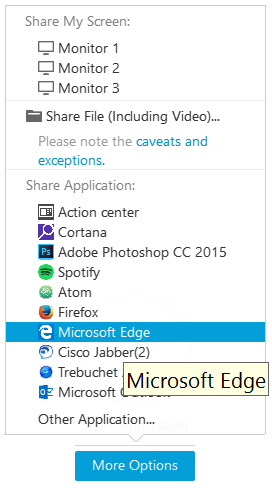 Share My Screen:
Monitor 1
Monitor 2
Monitor 3
Share File (Including Video)...
Please note the caveats and
exceptions.
Share Application:
Action center
Cortana
Adobe Photoshop CC 2015
Spotify
Atom
Firefox
Microsoft Edge
Cisco Jabber(2)
Trebuchet
Microsoft Edge
Microsoft Outlook
Other Application...
More Options